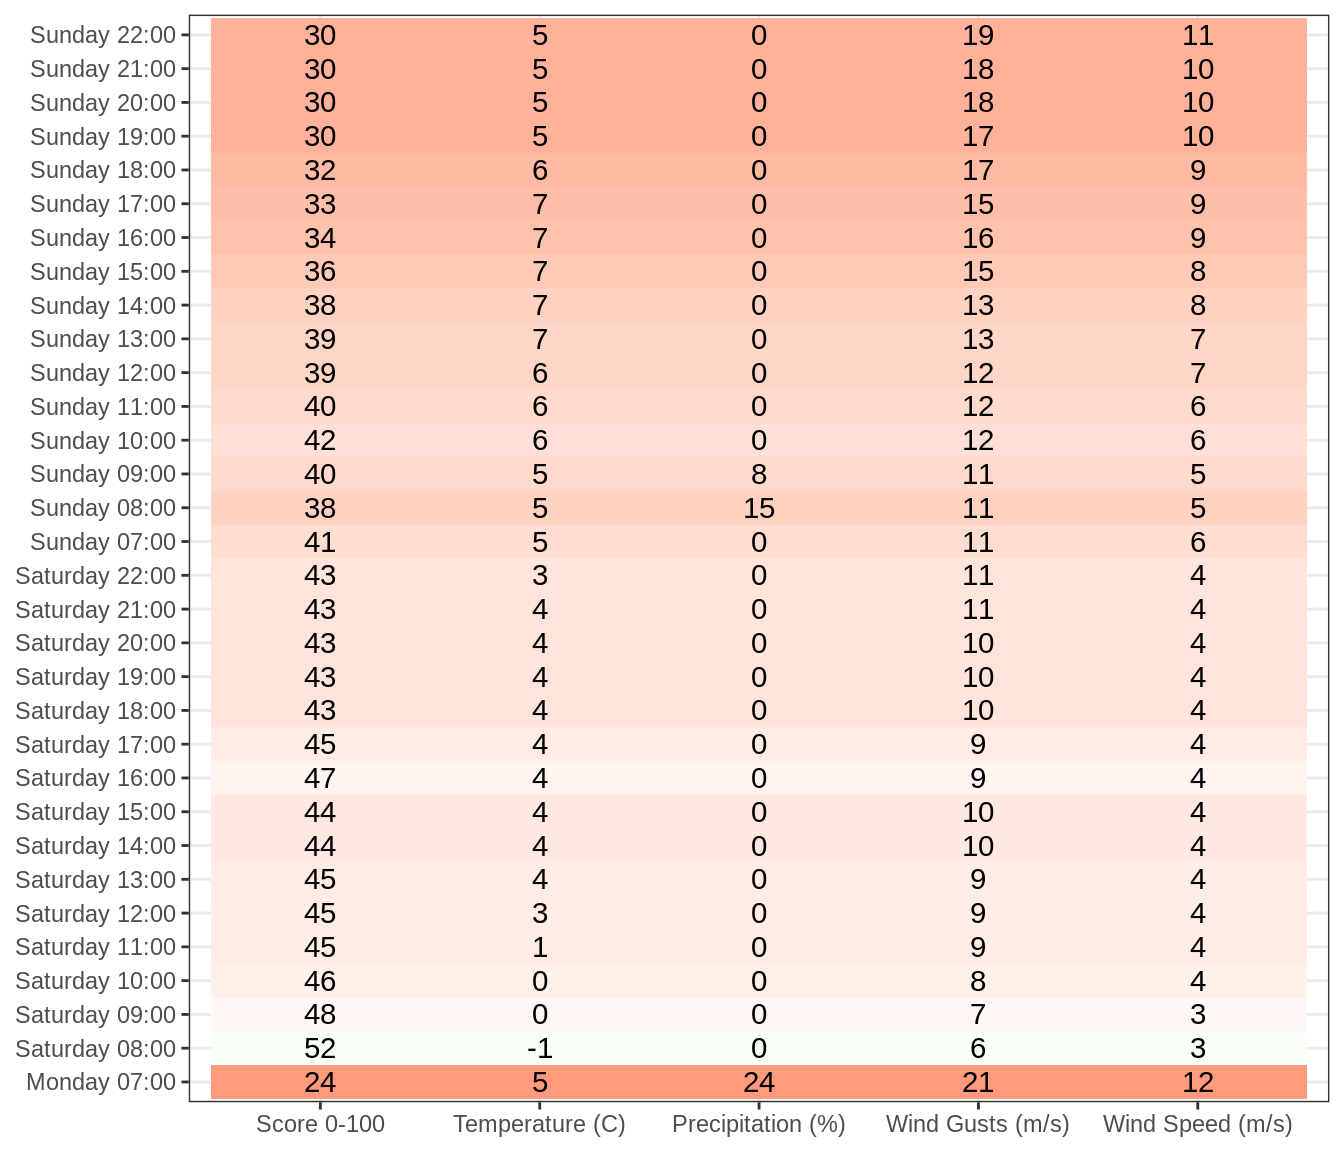 Sunday 22:00 30 5 0 19 11
Sunday 21:00 30 5 0 18 10
Sunday 20:00 30 5 0 18 10
Sunday 19:00 30 5 0 17 10
Sunday 18:00 32 6 0 17 9
Sunday 17:00 33 7 0 15 9
Sunday 16:00 34 7 0 16 9
Sunday 15:00 36 7 0 15 8
Sunday 14:00 38 7 0 13 8
Sunday 13:00 39 7 0 13 7
Sunday 12:00 39 6 0 12 7
Sunday 11:00 40 6 0 12 6
Sunday 10:00 42 6 0 12 6
Sunday 09:00 40 5 8 11 5
Sunday 08:00 38 5 15 11 5
Sunday 07:00 41 5 0 11 6
Saturday 22:00 43 3 0 11 4
Saturday 21:00 43 4 0 11 4
Saturday 20:00 43 4 0 10 4
Saturday 19:00 43 4 0 10 4
Saturday 18:00 43 4 0 10 4
Saturday 17:00 45 4 0 9 4
Saturday 16:00 47 4 0 9 4
Saturday 15:00 44 4 0 10 4
Saturday 14:00 44 4 0 10 4
Saturday 13:00 45 4 0 9 4
Saturday 12:00 45 3 0 9 4
Saturday 11:00 45 1 0 9 4
Saturday 10:00 46 0 0 8 4
Saturday 09:00 48 0 0 7 3
Saturday 08:00 52 -1 0 6 3
Monday 07:00 24 5 24 21 12
Score 0-100 Temperature (C) Precipitation (%) Wind Gusts (m/s) Wind Speed (m/s)